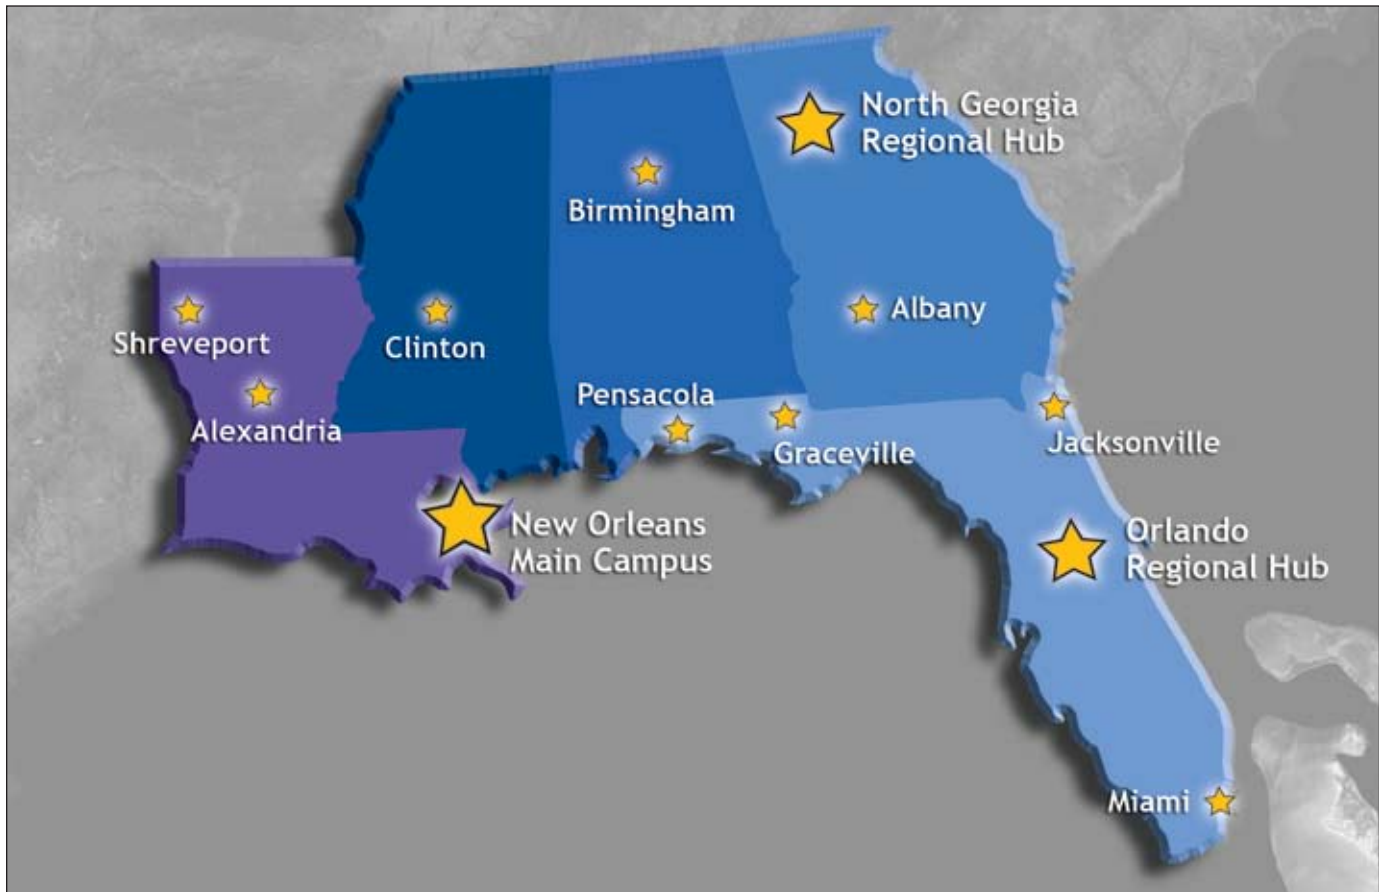 North Georgia
Regional Hub
Birmingham
Albany
Shreveport
Clinton
Pensacola
Alexandria
Graceville
Jacksonville
New Orleans
Main Campus
Orlando
Regional Hub
Miami